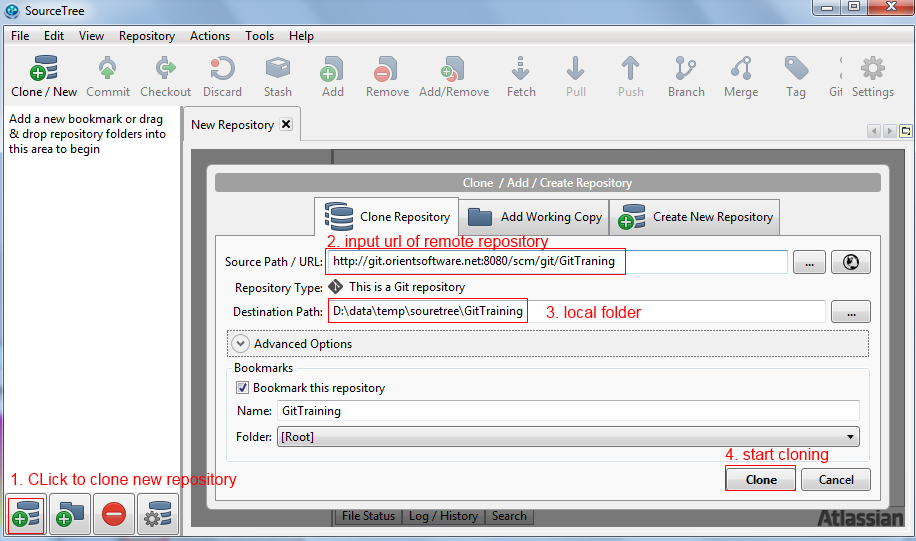 SourceTree
File Edit View Repository Actions Tools Help
Clone / New Commit Checkout Discard Stash Add Remove Add/Remove Fetch Pull Push Branch Merge Tag Git Settings
Add a new bookmark or drag
& drop repository folders into
this area to begin
New Repository
Clone / Add / Create Repository
Clone Repository Add Working Copy Create New Repository
2. input url of remote repository
Source Path / URL: http://git.orientsoftware.net:8080/scm/git/GitTraning ...
Repository Type: This is a Git repository
Destination Path: D:\data\temp\souretree\GitTraining 3. local folder ...
Advanced Options
Bookmarks
Bookmark this repository
Name: GitTraining
Folder: [Root]
4. start cloning
1. CLick to clone new repository
Clone Cancel
File Status Log / History Search
Atlassian